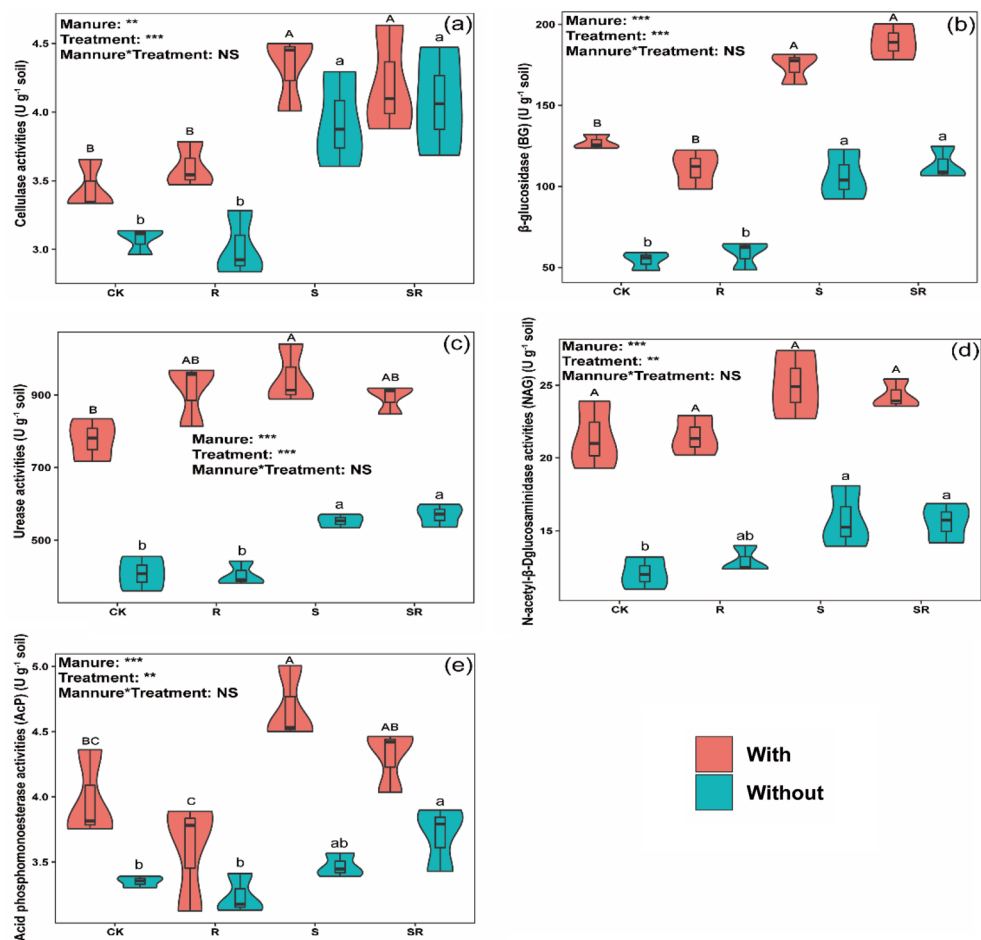 (a)
Manure: **
Treatment: ***
Mannure*Treatment: NS
Cellulase activities (U g⁻¹ soil)
4.5
4.0
3.5
3.0
B
b
B
b
A
a
A
a
CK
R
S
SR
(b)
Manure: ***
Treatment: ***
Mannure*Treatment: NS
β-glucosidase (BG) (U g⁻¹ soil)
200
150
100
50
B
b
B
b
A
a
A
a
CK
R
S
SR
(c)
Manure: ***
Treatment: ***
Mannure*Treatment: NS
Urease activities (U g⁻¹ soil)
900
700
500
B
b
AB
b
A
a
AB
a
CK
R
S
SR
(d)
Manure: ***
Treatment: **
Mannure*Treatment: NS
N-acetyl-β-Dglucosaminidase activities (NAG) (U g⁻¹ soil)
25
20
15
A
b
A
ab
A
a
A
a
CK
R
S
SR
(e)
Manure: ***
Treatment: **
Mannure*Treatment: NS
Acid phosphomonoesterase activities (AcP) (U g⁻¹ soil)
5.0
4.5
4.0
3.5
BC
b
C
b
A
ab
AB
a
CK
R
S
SR
With
Without